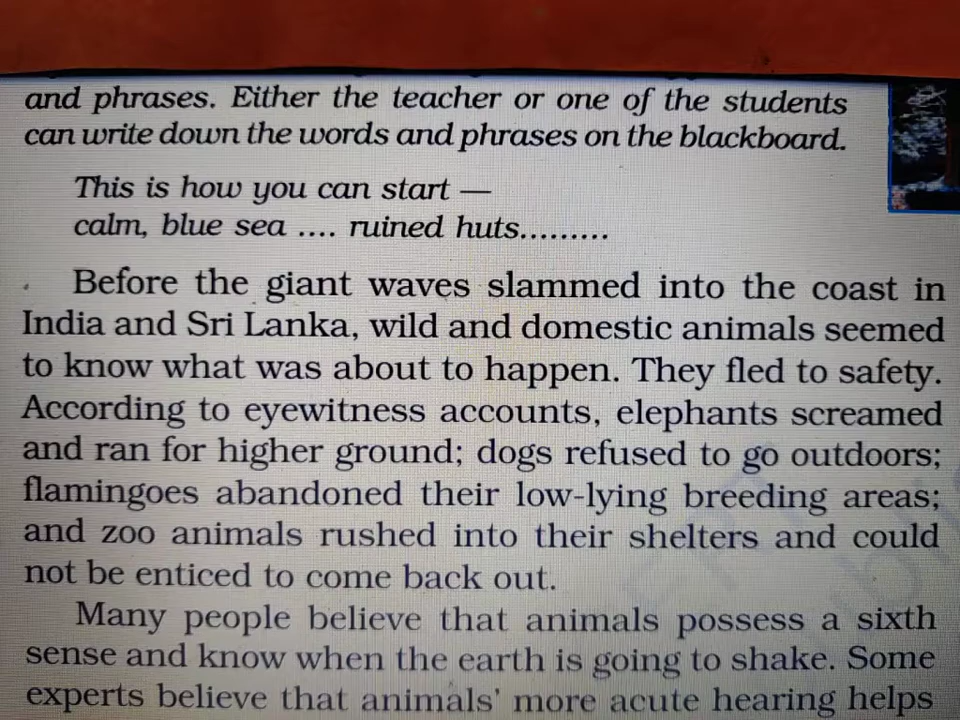 and phrases. Either the teacher or one of the students
can write down the words and phrases on the blackboard.
This is how you can start —
calm, blue sea .... ruined huts.........
Before the giant waves slammed into the coast in
India and Sri Lanka, wild and domestic animals seemed
to know what was about to happen. They fled to safety.
According to eyewitness accounts, elephants screamed
and ran for higher ground; dogs refused to go outdoors;
flamingoes abandoned their low-lying breeding areas;
and zoo animals rushed into their shelters and could
not be enticed to come back out.
Many people believe that animals possess a sixth
sense and know when the earth is going to shake. Some
experts believe that animals' more acute hearing helps